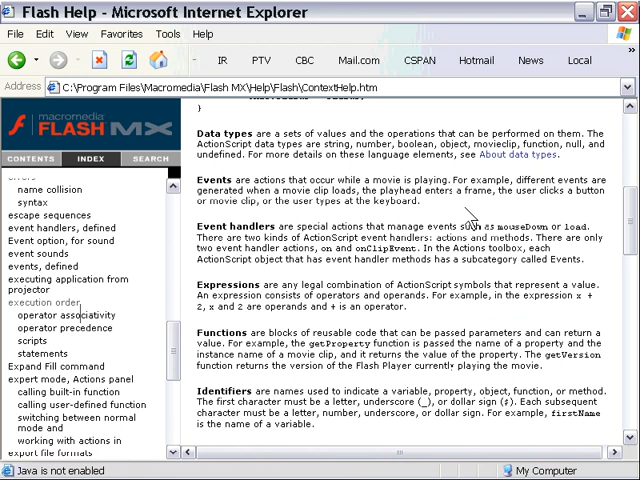 Flash Help - Microsoft Internet Explorer
File Edit View Favorites Tools Help
Back
IR PTV CBC Mail.com CSPAN Hotmail News Local
Address C:\Program Files\Macromedia\Flash MX\Help\Flash\ContextHelp.htm
macromedia
FLASH MX
CONTENTS INDEX SEARCH
errors
name collision
syntax
escape sequences
event handlers, defined
Event option, for sound
event sounds
events, defined
executing application from
projector
execution order
operator associativity
operator precedence
scripts
statements
Expand Fill command
expert mode, Actions panel
calling built-in function
calling user-defined function
switching between normal
mode and
working with actions in
export file formats
}
Data types are a sets of values and the operations that can be performed on them. The
ActionScript data types are string, number, boolean, object, movieclip, function, null, and
undefined. For more details on these language elements, see About data types.
Events are actions that occur while a movie is playing. For example, different events are
generated when a movie clip loads, the playhead enters a frame, the user clicks a button
or movie clip, or the user types at the keyboard.
Event handlers are special actions that manage events such as mouseDown or load.
There are two kinds of ActionScript event handlers: actions and methods. There are only
two event handler actions, on and onClipEvent. In the Actions toolbox, each
ActionScript object that has event handler methods has a subcategory called Events.
Expressions are any legal combination of ActionScript symbols that represent a value.
An expression consists of operators and operands. For example, in the expression x +
2, x and 2 are operands and + is an operator.
Functions are blocks of reusable code that can be passed parameters and can return a
value. For example, the getProperty function is passed the name of a property and the
instance name of a movie clip, and it returns the value of the property. The getVersion
function returns the version of the Flash Player currently playing the movie.
Identifiers are names used to indicate a variable, property, object, function, or method.
The first character must be a letter, underscore (_), or dollar sign ($). Each subsequent
character must be a letter, number, underscore, or dollar sign. For example, firstName
is the name of a variable.
Java is not enabled
My Computer